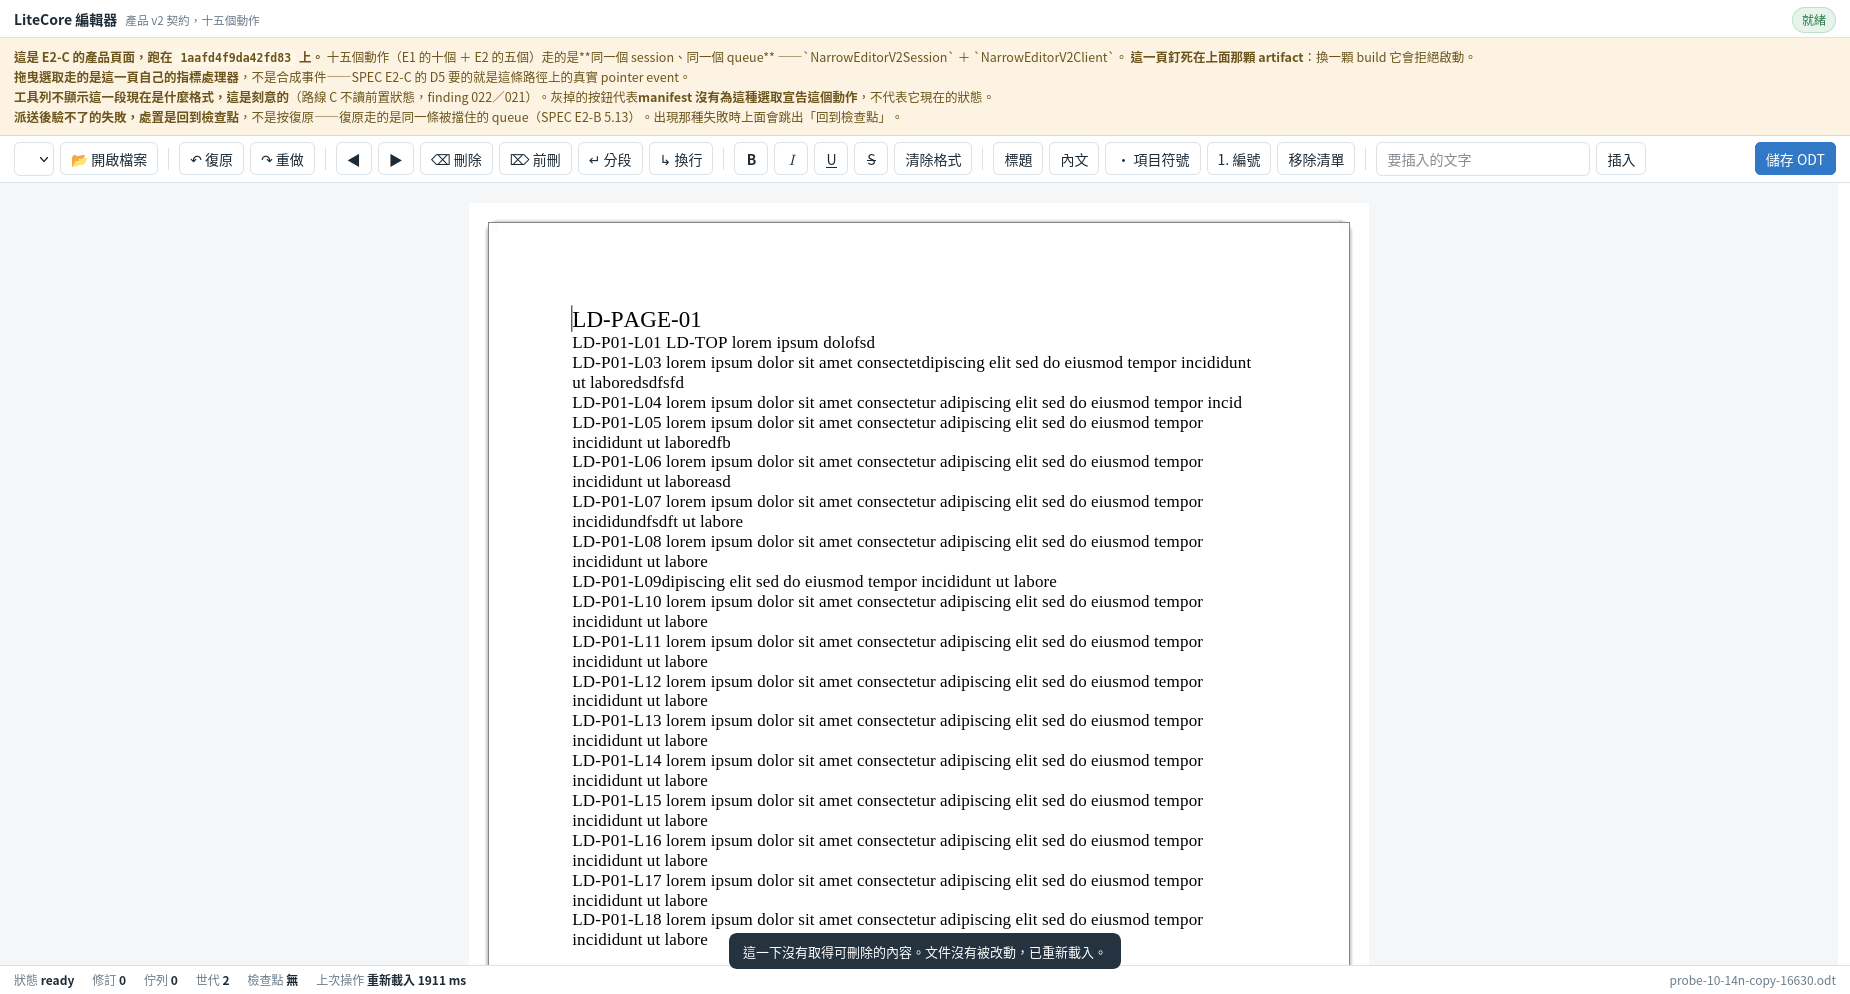 LiteCore 編輯器 產品 v2 契約，十五個動作 就緒
這是 E2-C 的產品頁面，跑在 1aafd4f9da42fd83 上。 十五個動作（E1 的十個 ＋ E2 的五個）走的是**同一個 session、同一個 queue** ——`NarrowEditorV2Session` ＋ `NarrowEditorV2Client`。 這一頁釘死在上面那顆 artifact：換一顆 build 它會拒絕啟動。
拖曳選取走的是這一頁自己的指標處理器，不是合成事件——SPEC E2-C 的 D5 要的就是這條路徑上的真實 pointer event。
工具列不顯示這一段現在是什麼格式，這是刻意的（路線 C 不讀前置狀態，finding 022／021）。灰掉的按鈕代表manifest 沒有為這種選取宣告這個動作，不代表它現在的狀態。
派送後驗不了的失敗，處置是回到檢查點，不是按復原——復原走的是同一條被擋住的 queue（SPEC E2-B 5.13）。出現那種失敗時上面會跳出「回到檢查點」。
📂 開啟檔案 ↶ 復原 ↷ 重做 ◀ ▶ ⌫ 刪除 ⌦ 前刪 ↵ 分段 ↳ 換行 B I U S 清除格式 標題 內文 ・ 項目符號 1. 編號 移除清單 要插入的文字 插入 儲存 ODT
LD-PAGE-01
LD-P01-L01 LD-TOP lorem ipsum dolofsd
LD-P01-L03 lorem ipsum dolor sit amet consectetdipiscing elit sed do eiusmod tempor incididunt
ut laboredsdfsfd
LD-P01-L04 lorem ipsum dolor sit amet consectetur adipiscing elit sed do eiusmod tempor incid
LD-P01-L05 lorem ipsum dolor sit amet consectetur adipiscing elit sed do eiusmod tempor
incididunt ut laboredfb
LD-P01-L06 lorem ipsum dolor sit amet consectetur adipiscing elit sed do eiusmod tempor
incididunt ut laboreasd
LD-P01-L07 lorem ipsum dolor sit amet consectetur adipiscing elit sed do eiusmod tempor
incididundfsdft ut labore
LD-P01-L08 lorem ipsum dolor sit amet consectetur adipiscing elit sed do eiusmod tempor
incididunt ut labore
LD-P01-L09dipiscing elit sed do eiusmod tempor incididunt ut labore
LD-P01-L10 lorem ipsum dolor sit amet consectetur adipiscing elit sed do eiusmod tempor
incididunt ut labore
LD-P01-L11 lorem ipsum dolor sit amet consectetur adipiscing elit sed do eiusmod tempor
incididunt ut labore
LD-P01-L12 lorem ipsum dolor sit amet consectetur adipiscing elit sed do eiusmod tempor
incididunt ut labore
LD-P01-L13 lorem ipsum dolor sit amet consectetur adipiscing elit sed do eiusmod tempor
incididunt ut labore
LD-P01-L14 lorem ipsum dolor sit amet consectetur adipiscing elit sed do eiusmod tempor
incididunt ut labore
LD-P01-L15 lorem ipsum dolor sit amet consectetur adipiscing elit sed do eiusmod tempor
incididunt ut labore
LD-P01-L16 lorem ipsum dolor sit amet consectetur adipiscing elit sed do eiusmod tempor
incididunt ut labore
LD-P01-L17 lorem ipsum dolor sit amet consectetur adipiscing elit sed do eiusmod tempor
incididunt ut labore
LD-P01-L18 lorem ipsum dolor sit amet consectetur adipiscing elit sed do eiusmod tempor
incididunt ut labore
這一下沒有取得可刪除的內容。文件沒有被改動，已重新載入。
狀態 ready 修訂 0 佇列 0 世代 2 檢查點 無 上次操作 重新載入 1911 ms probe-10-14n-copy-16630.odt